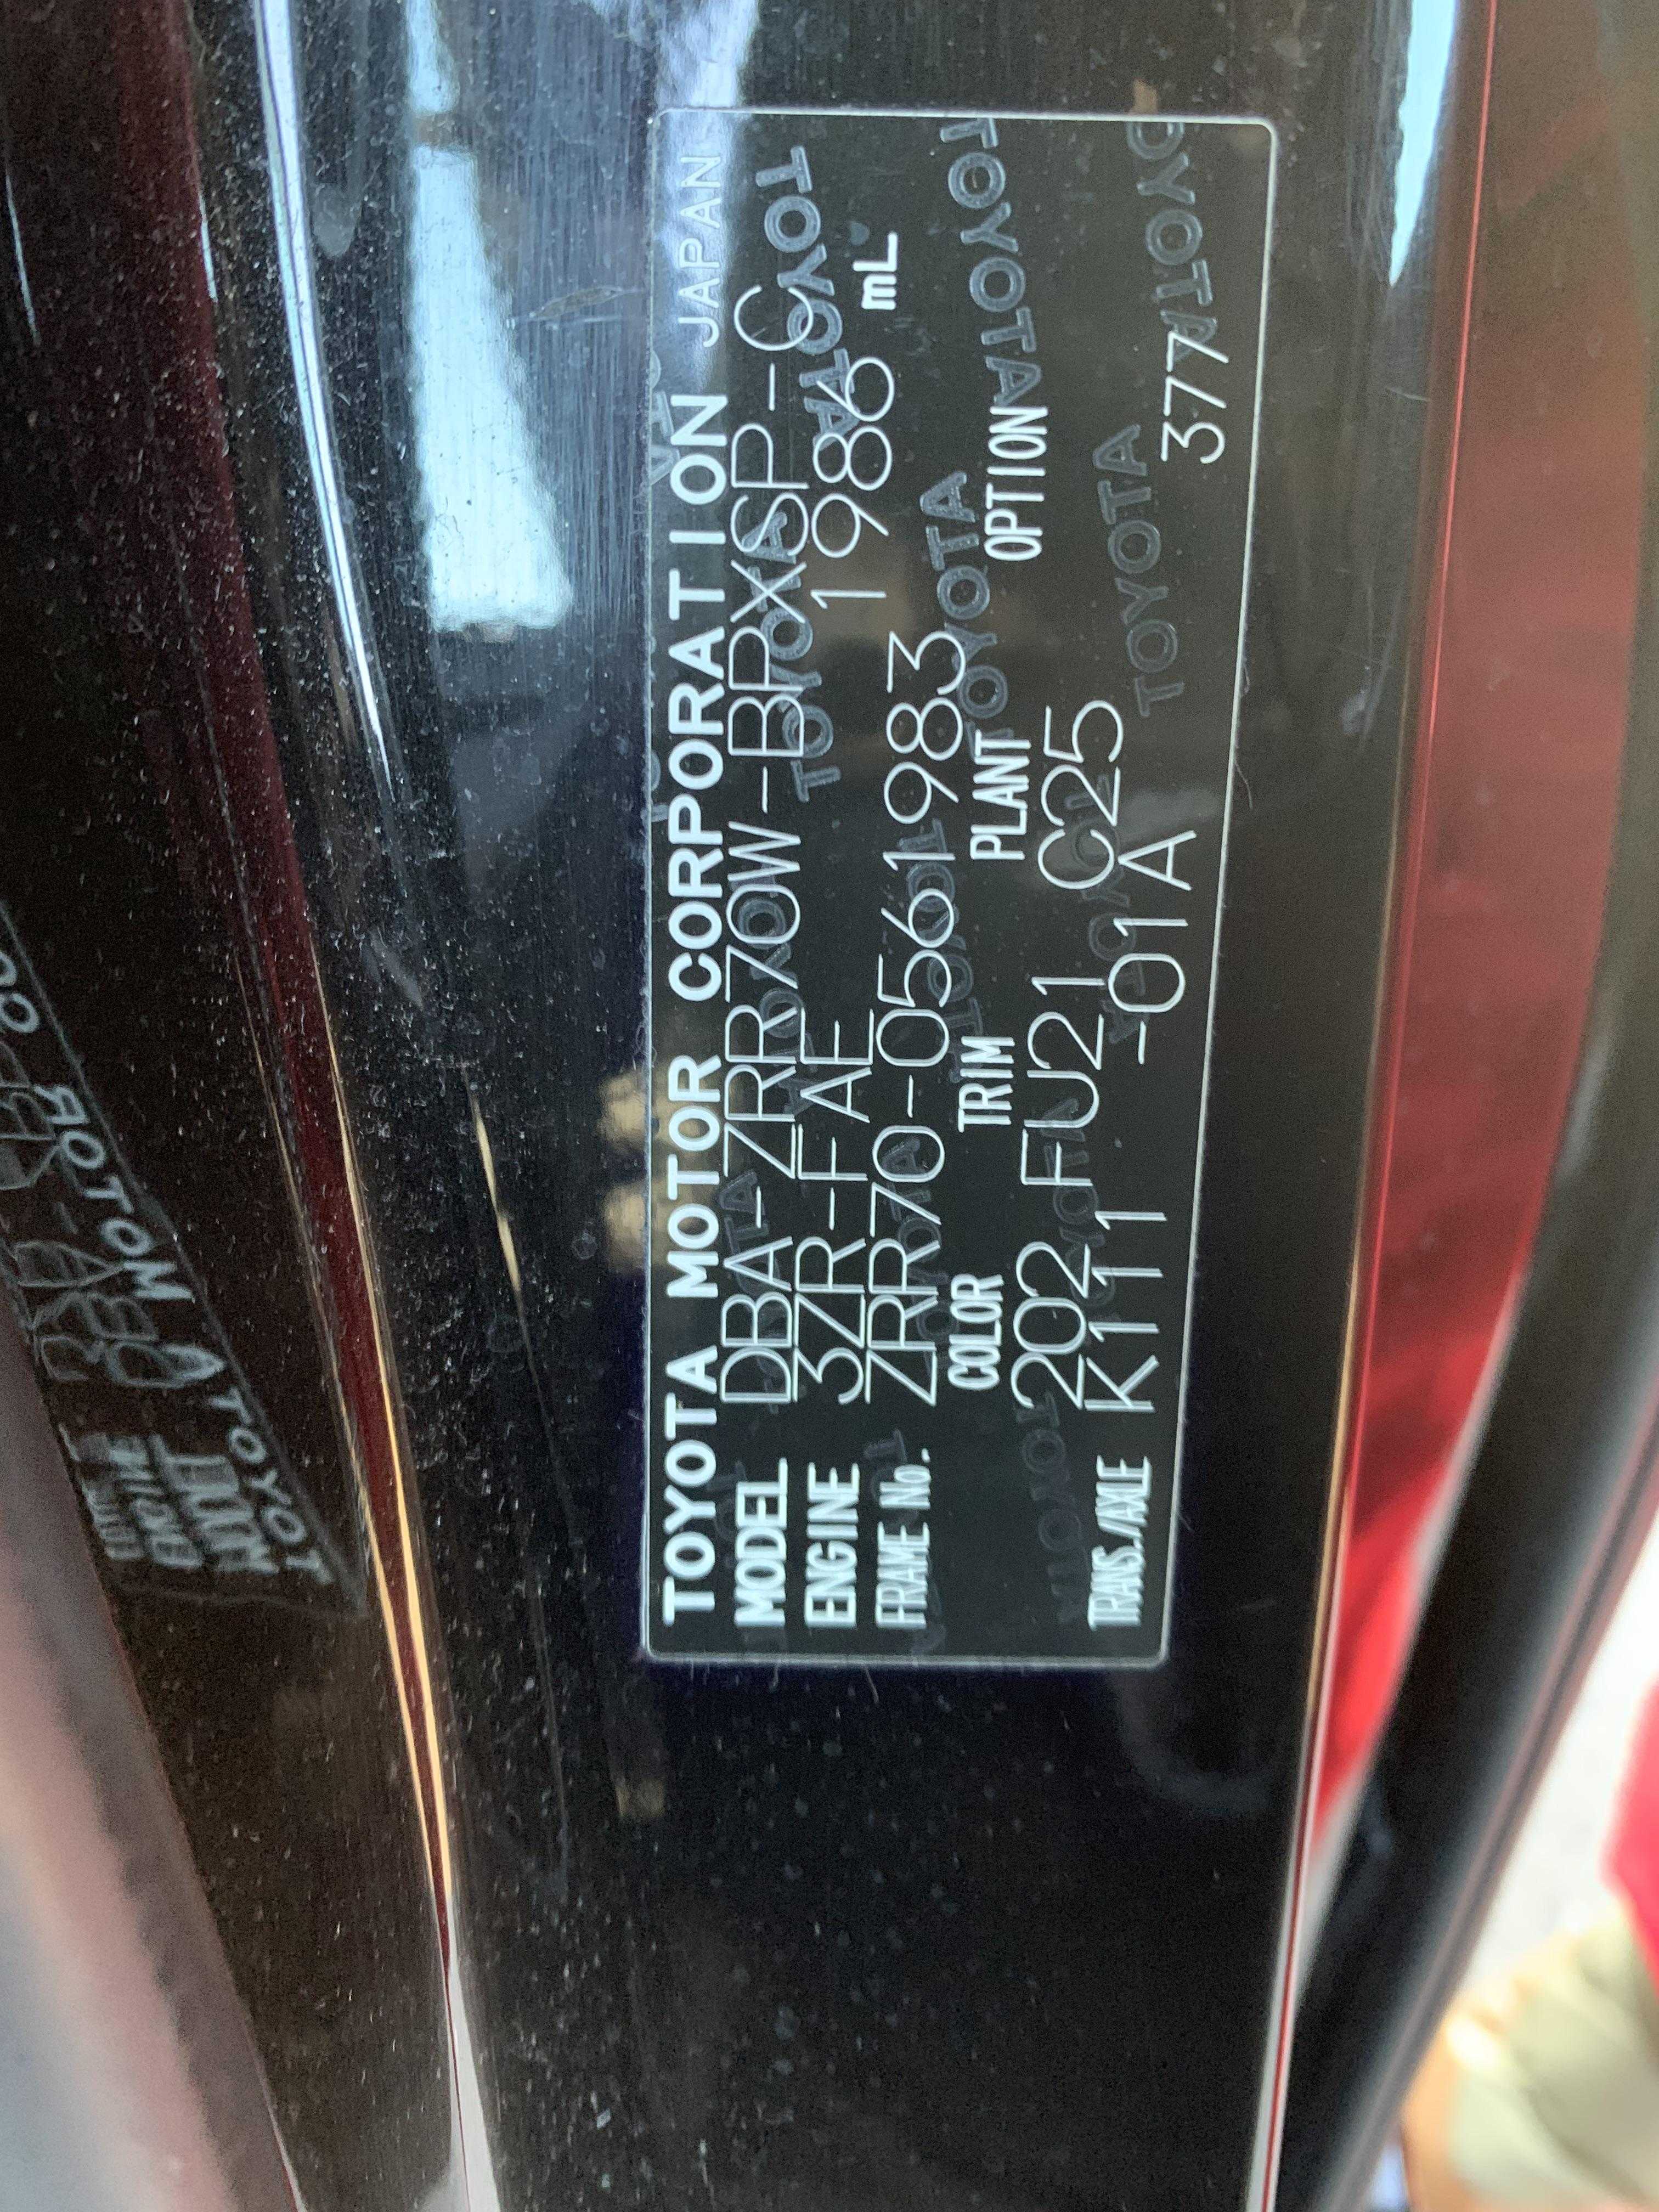 TOYOTA MOTOR CORPORATION JAPAN
MODEL DBA-ZRR70W-BPXSP-C
ENGINE 3ZR-FAE 1986 mL
FRAME No. ZRR70-0561983
COLOR TRIM PLANT OPTION
202 FU21 C25
TRANS./AXLE K111 -01A 377